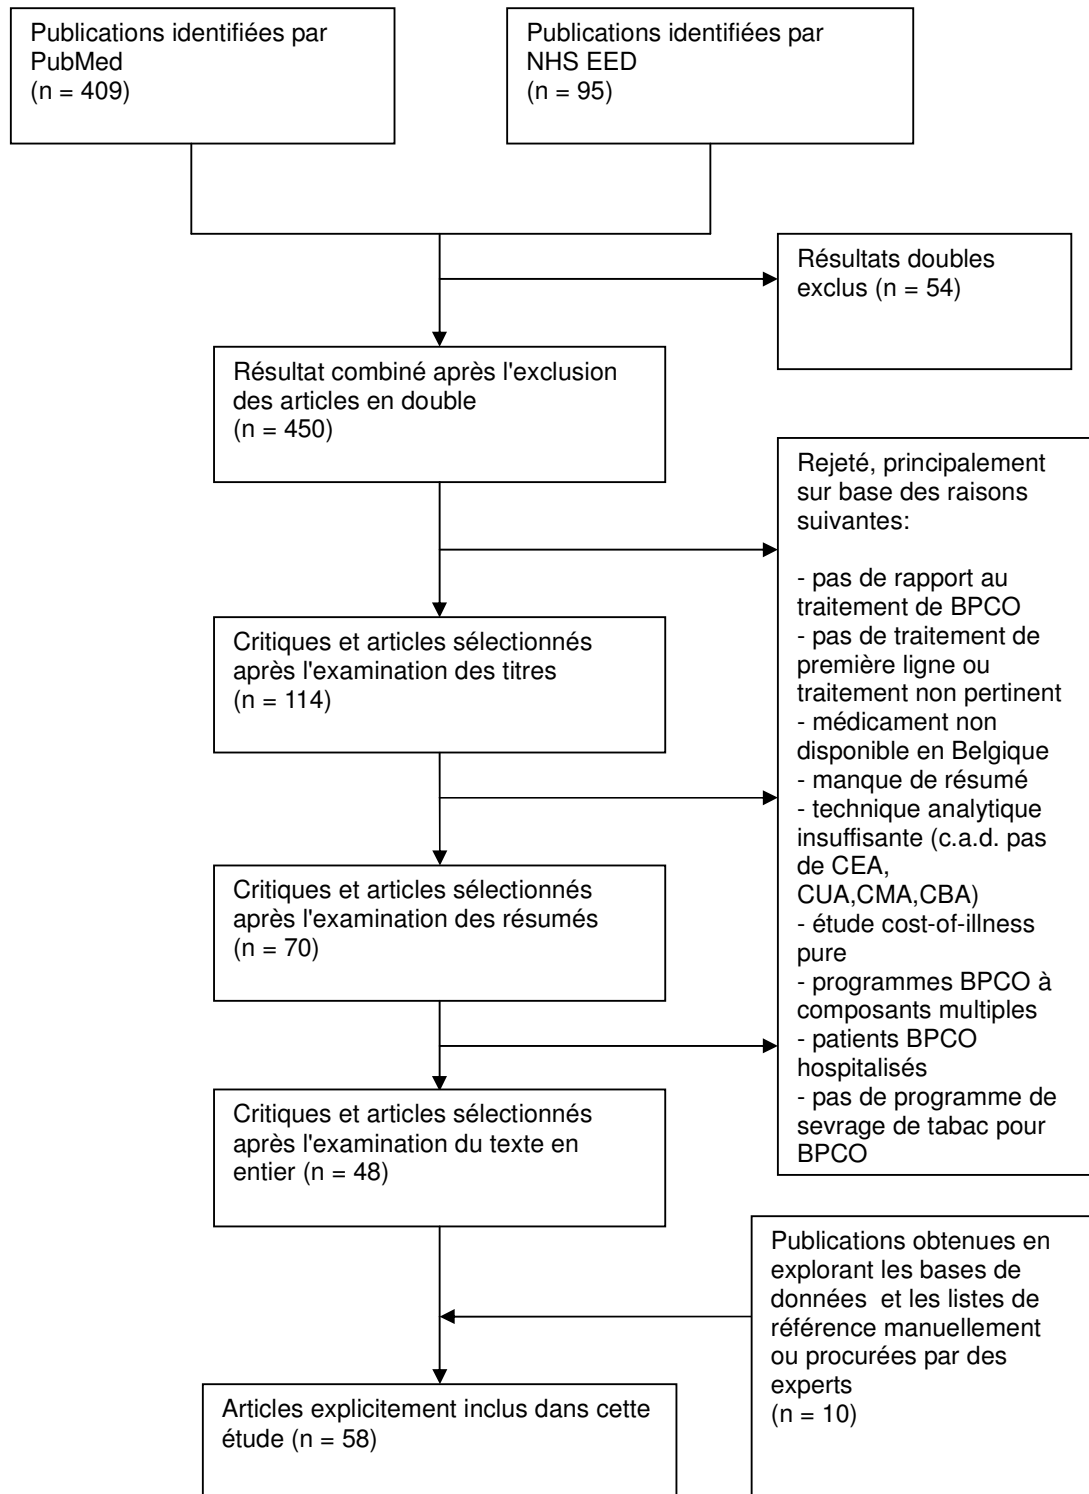 Publications identifiées par
PubMed
(n = 409)
Publications identifiées par
NHS EED
(n = 95)
Résultats doubles
exclus (n = 54)
Résultat combiné après l'exclusion
des articles en double
(n = 450)
Rejeté, principalement
sur base des raisons
suivantes:
- pas de rapport au
traitement de BPCO
- pas de traitement de
première ligne ou
traitement non pertinent
- médicament non
disponible en Belgique
- manque de résumé
- technique analytique
insuffisante (c.a.d. pas
de CEA,
CUA,CMA,CBA)
- étude cost-of-illness
pure
- programmes BPCO à
composants multiples
- patients BPCO
hospitalisés
- pas de programme de
sevrage de tabac pour
BPCO
Critiques et articles sélectionnés
après l'examination des titres
(n = 114)
Critiques et articles sélectionnés
après l'examination des résumés
(n = 70)
Critiques et articles sélectionnés
après l'examination du texte en
entier (n = 48)
Publications obtenues en
explorant les bases de
données  et les listes de
référence manuellement
ou procurées par des
experts
(n = 10)
Articles explicitement inclus dans cette
étude (n = 58)